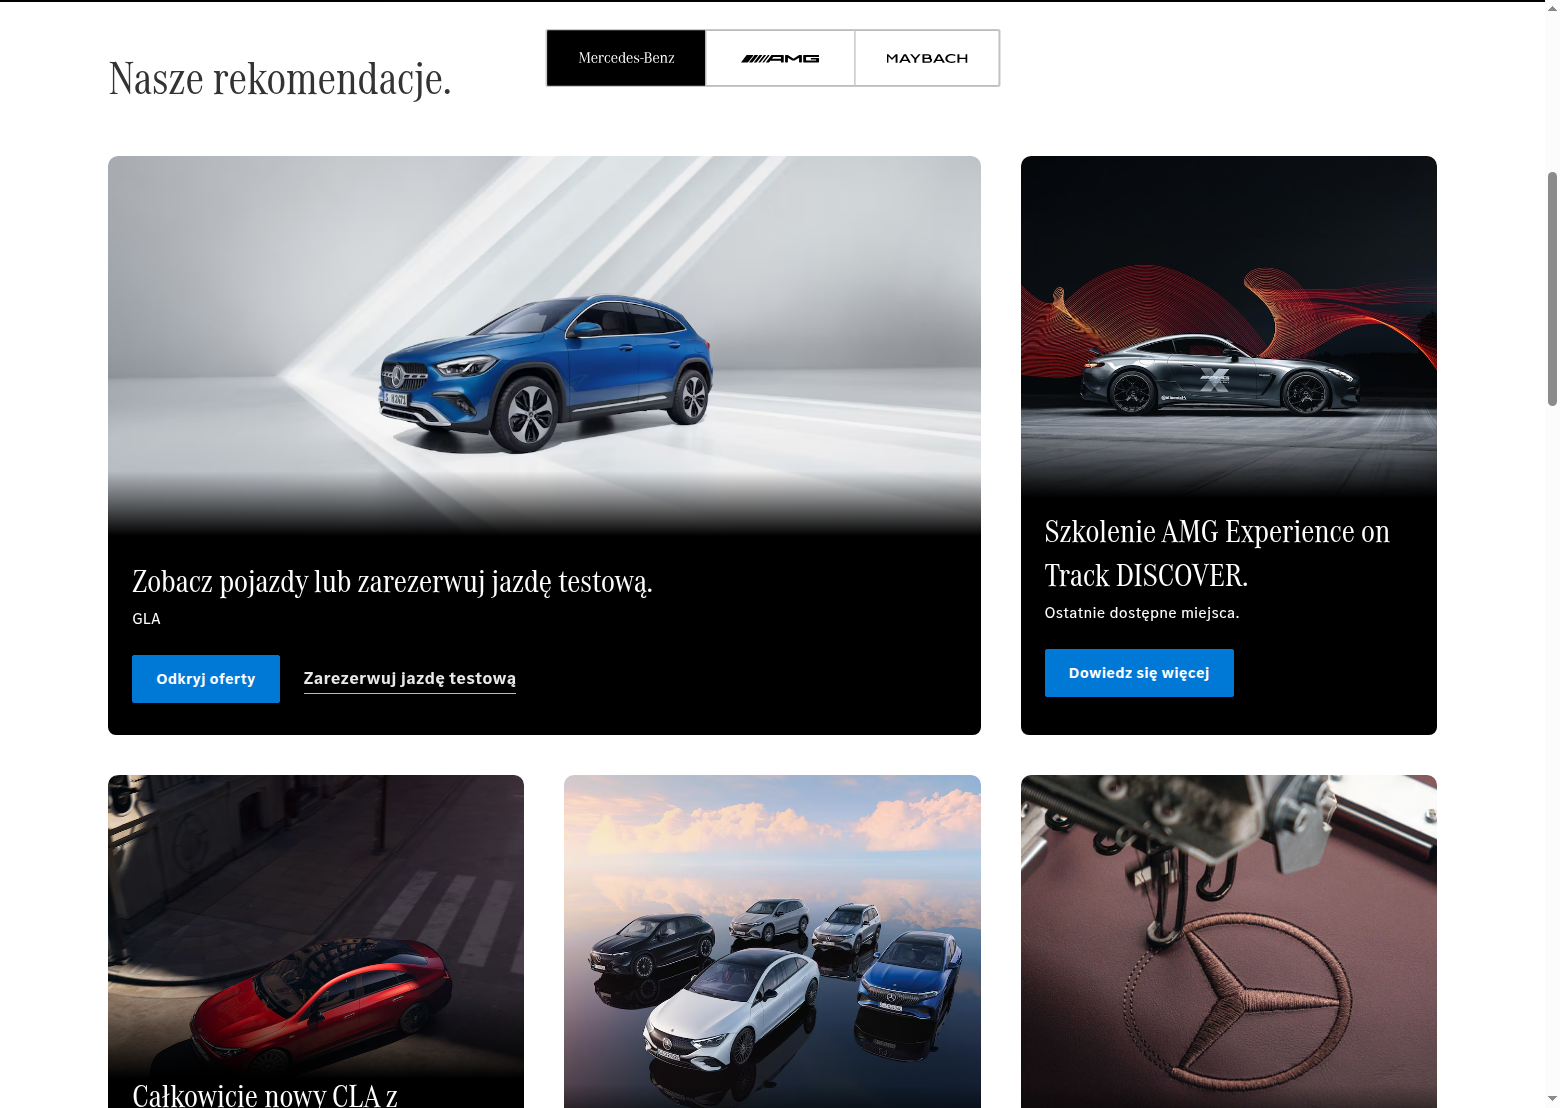 Nasze rekomendacje.
Mercedes-Benz
AMG
MAYBACH
Zobacz pojazdy lub zarezerwuj jazdę testową.
GLA
Odkryj oferty
Zarezerwuj jazdę testową
Szkolenie AMG Experience on
Track DISCOVER.
Ostatnie dostępne miejsca.
Dowiedz się więcej
Całkowicie nowy CLA z